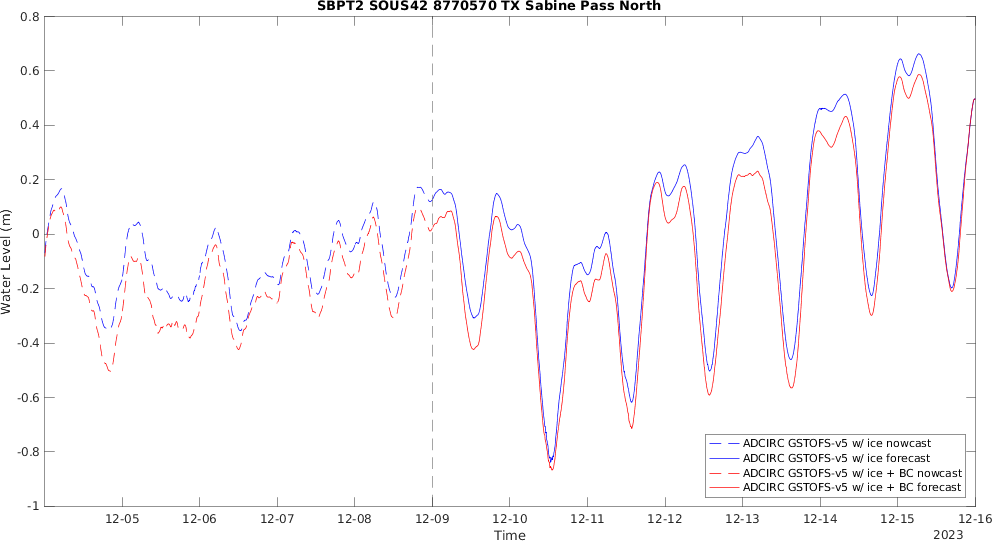 SBPT2 SOUS42 8770570 TX Sabine Pass North
0.8
0.6
0.4
0.2
0
-0.2
-0.4
-0.6
-0.8
-1
Water Level (m)
ADCIRC GSTOFS-v5 w/ ice nowcast
ADCIRC GSTOFS-v5 w/ ice forecast
ADCIRC GSTOFS-v5 w/ ice + BC nowcast
ADCIRC GSTOFS-v5 w/ ice + BC forecast
12-05 12-06 12-07 12-08 12-09 12-10 12-11 12-12 12-13 12-14 12-15 12-16
Time
2023